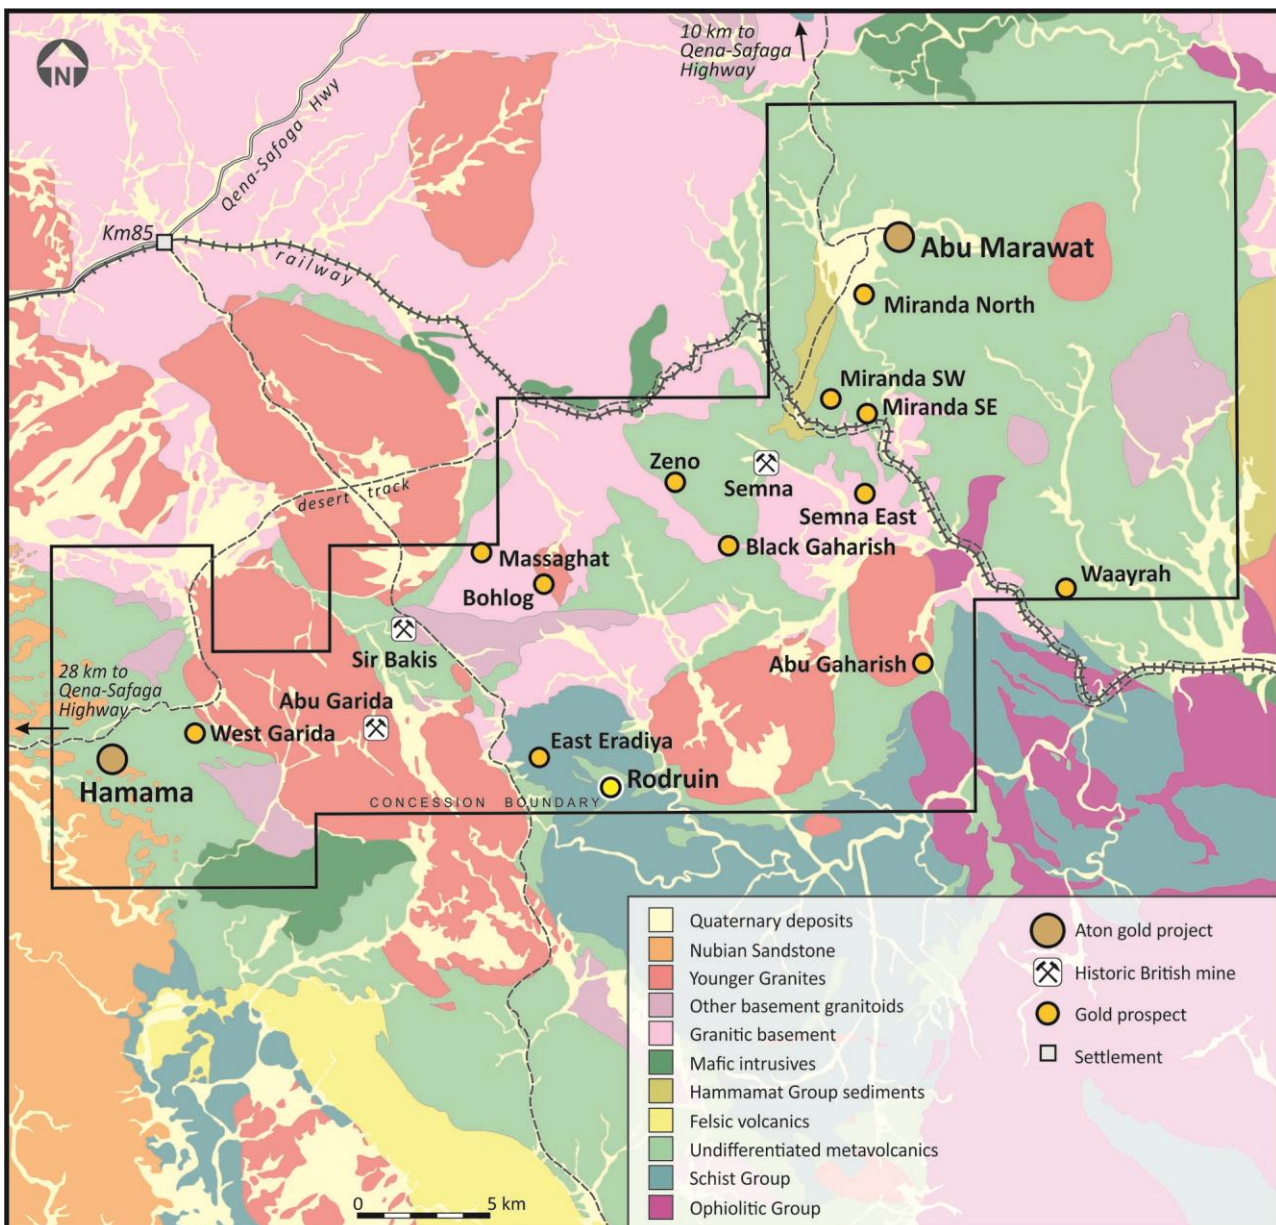 10 km to
Qena-Safaga
Highway
N
Qena-Safoga Hwy
Km85
railway
Abu Marawat
Miranda North
Miranda SW
Miranda SE
Zeno
Semna
Semna East
desert track
Black Gaharish
Massaghat
Bohlog
Waayrah
Sir Bakis
Abu Gaharish
28 km to
Qena-Safaga
Highway
Abu Garida
West Garida
East Eradiya
Rodruin
Hamama
CONCESSION BOUNDARY
Quaternary deposits
Nubian Sandstone
Younger Granites
Other basement granitoids
Granitic basement
Mafic intrusives
Hammamat Group sediments
Felsic volcanics
Undifferentiated metavolcanics
Schist Group
Ophiolitic Group
Aton gold project
Historic British mine
Gold prospect
Settlement
0 5 km